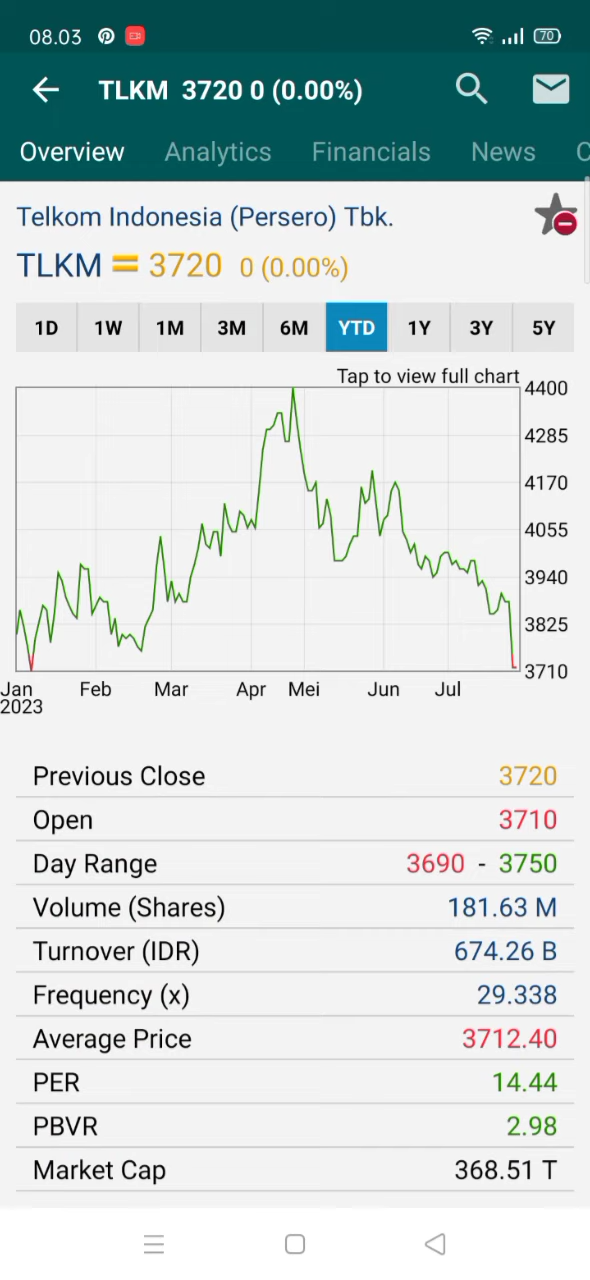 08.03 70
TLKM 3720 0 (0.00%)
Overview Analytics Financials News C
Telkom Indonesia (Persero) Tbk.
TLKM = 3720 0 (0.00%)
1D 1W 1M 3M 6M YTD 1Y 3Y 5Y
Tap to view full chart
4400
4285
4170
4055
3940
3825
3710
Jan Feb Mar Apr Mei Jun Jul
2023
Previous Close 3720
Open 3710
Day Range 3690 - 3750
Volume (Shares) 181.63 M
Turnover (IDR) 674.26 B
Frequency (x) 29.338
Average Price 3712.40
PER 14.44
PBVR 2.98
Market Cap 368.51 T